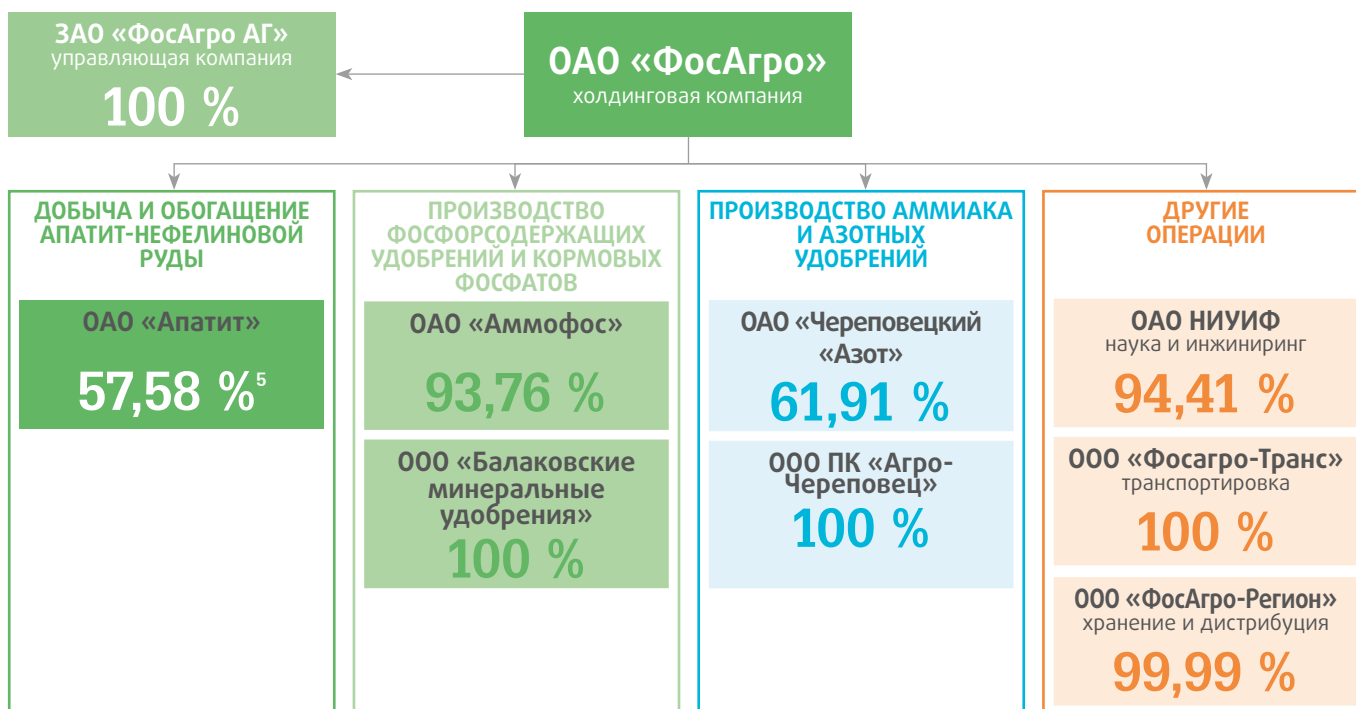 ЗАО «ФосАгро АГ»
управляющая компания
100 %
ОАО «ФосАгро»
холдинговая компания
ДОБЫЧА И ОБОГАЩЕНИЕ
АПАТИТ-НЕФЕЛИНОВОЙ
РУДЫ
ОАО «Апатит»
57,58 %⁵
ПРОИЗВОДСТВО
ФОСФОРСОДЕРЖАЩИХ
УДОБРЕНИЙ И КОРМОВЫХ
ФОСФАТОВ
ОАО «Аммофос»
93,76 %
ООО «Балаковские
минеральные
удобрения»
100 %
ПРОИЗВОДСТВО АММИАКА
И АЗОТНЫХ
УДОБРЕНИЙ
ОАО «Череповецкий
«Азот»
61,91 %
ООО ПК «Агро-
Череповец»
100 %
ДРУГИЕ
ОПЕРАЦИИ
ОАО НИУИФ
наука и инжиниринг
94,41 %
ООО «Фосагро-Транс»
транспортировка
100 %
ООО «ФосАгро-Регион»
хранение и дистрибуция
99,99 %